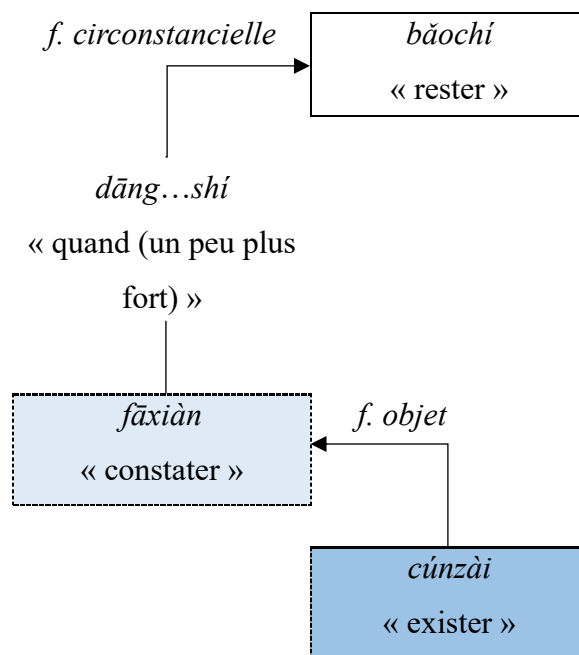 f. circonstancielle
bǎochí
« rester »
dāng…shí
« quand (un peu plus
fort) »
fāxiàn
« constater »
f. objet
cúnzài
« exister »